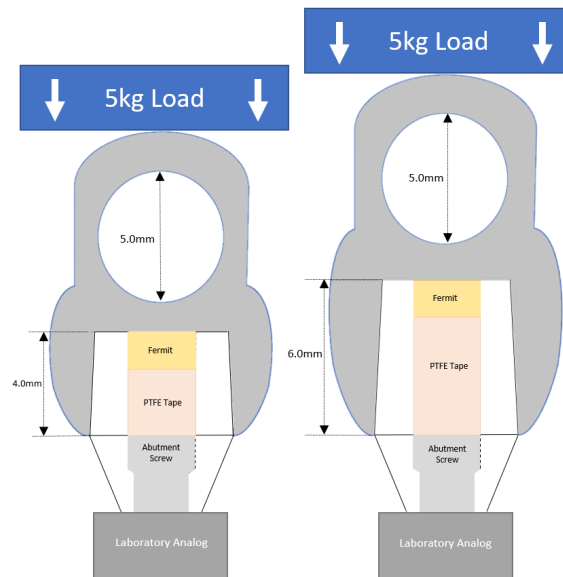 5kg Load
5.0mm
Fermit
4.0mm
PTFE Tape
Abutment
Screw
Laboratory Analog
5kg Load
5.0mm
Fermit
6.0mm
PTFE Tape
Abutment
Screw
Laboratory Analog